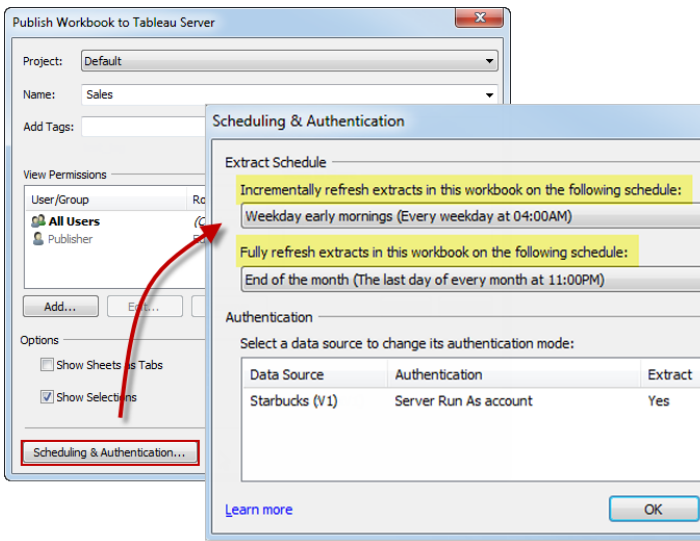 Publish Workbook to Tableau Server
Project:
Default
Name:
Sales
Add Tags:
View Permissions
User/Group
All Users
Publisher
Add...
Edit...
Options
Show Sheets as Tabs
Show Selections
Scheduling & Authentication...
Scheduling & Authentication
Extract Schedule
Incrementally refresh extracts in this workbook on the following schedule:
Weekday early mornings (Every weekday at 04:00AM)
Fully refresh extracts in this workbook on the following schedule:
End of the month (The last day of every month at 11:00PM)
Authentication
Select a data source to change its authentication mode:
Data Source Authentication Extract
Starbucks (V1) Server Run As account Yes
Learn more
OK